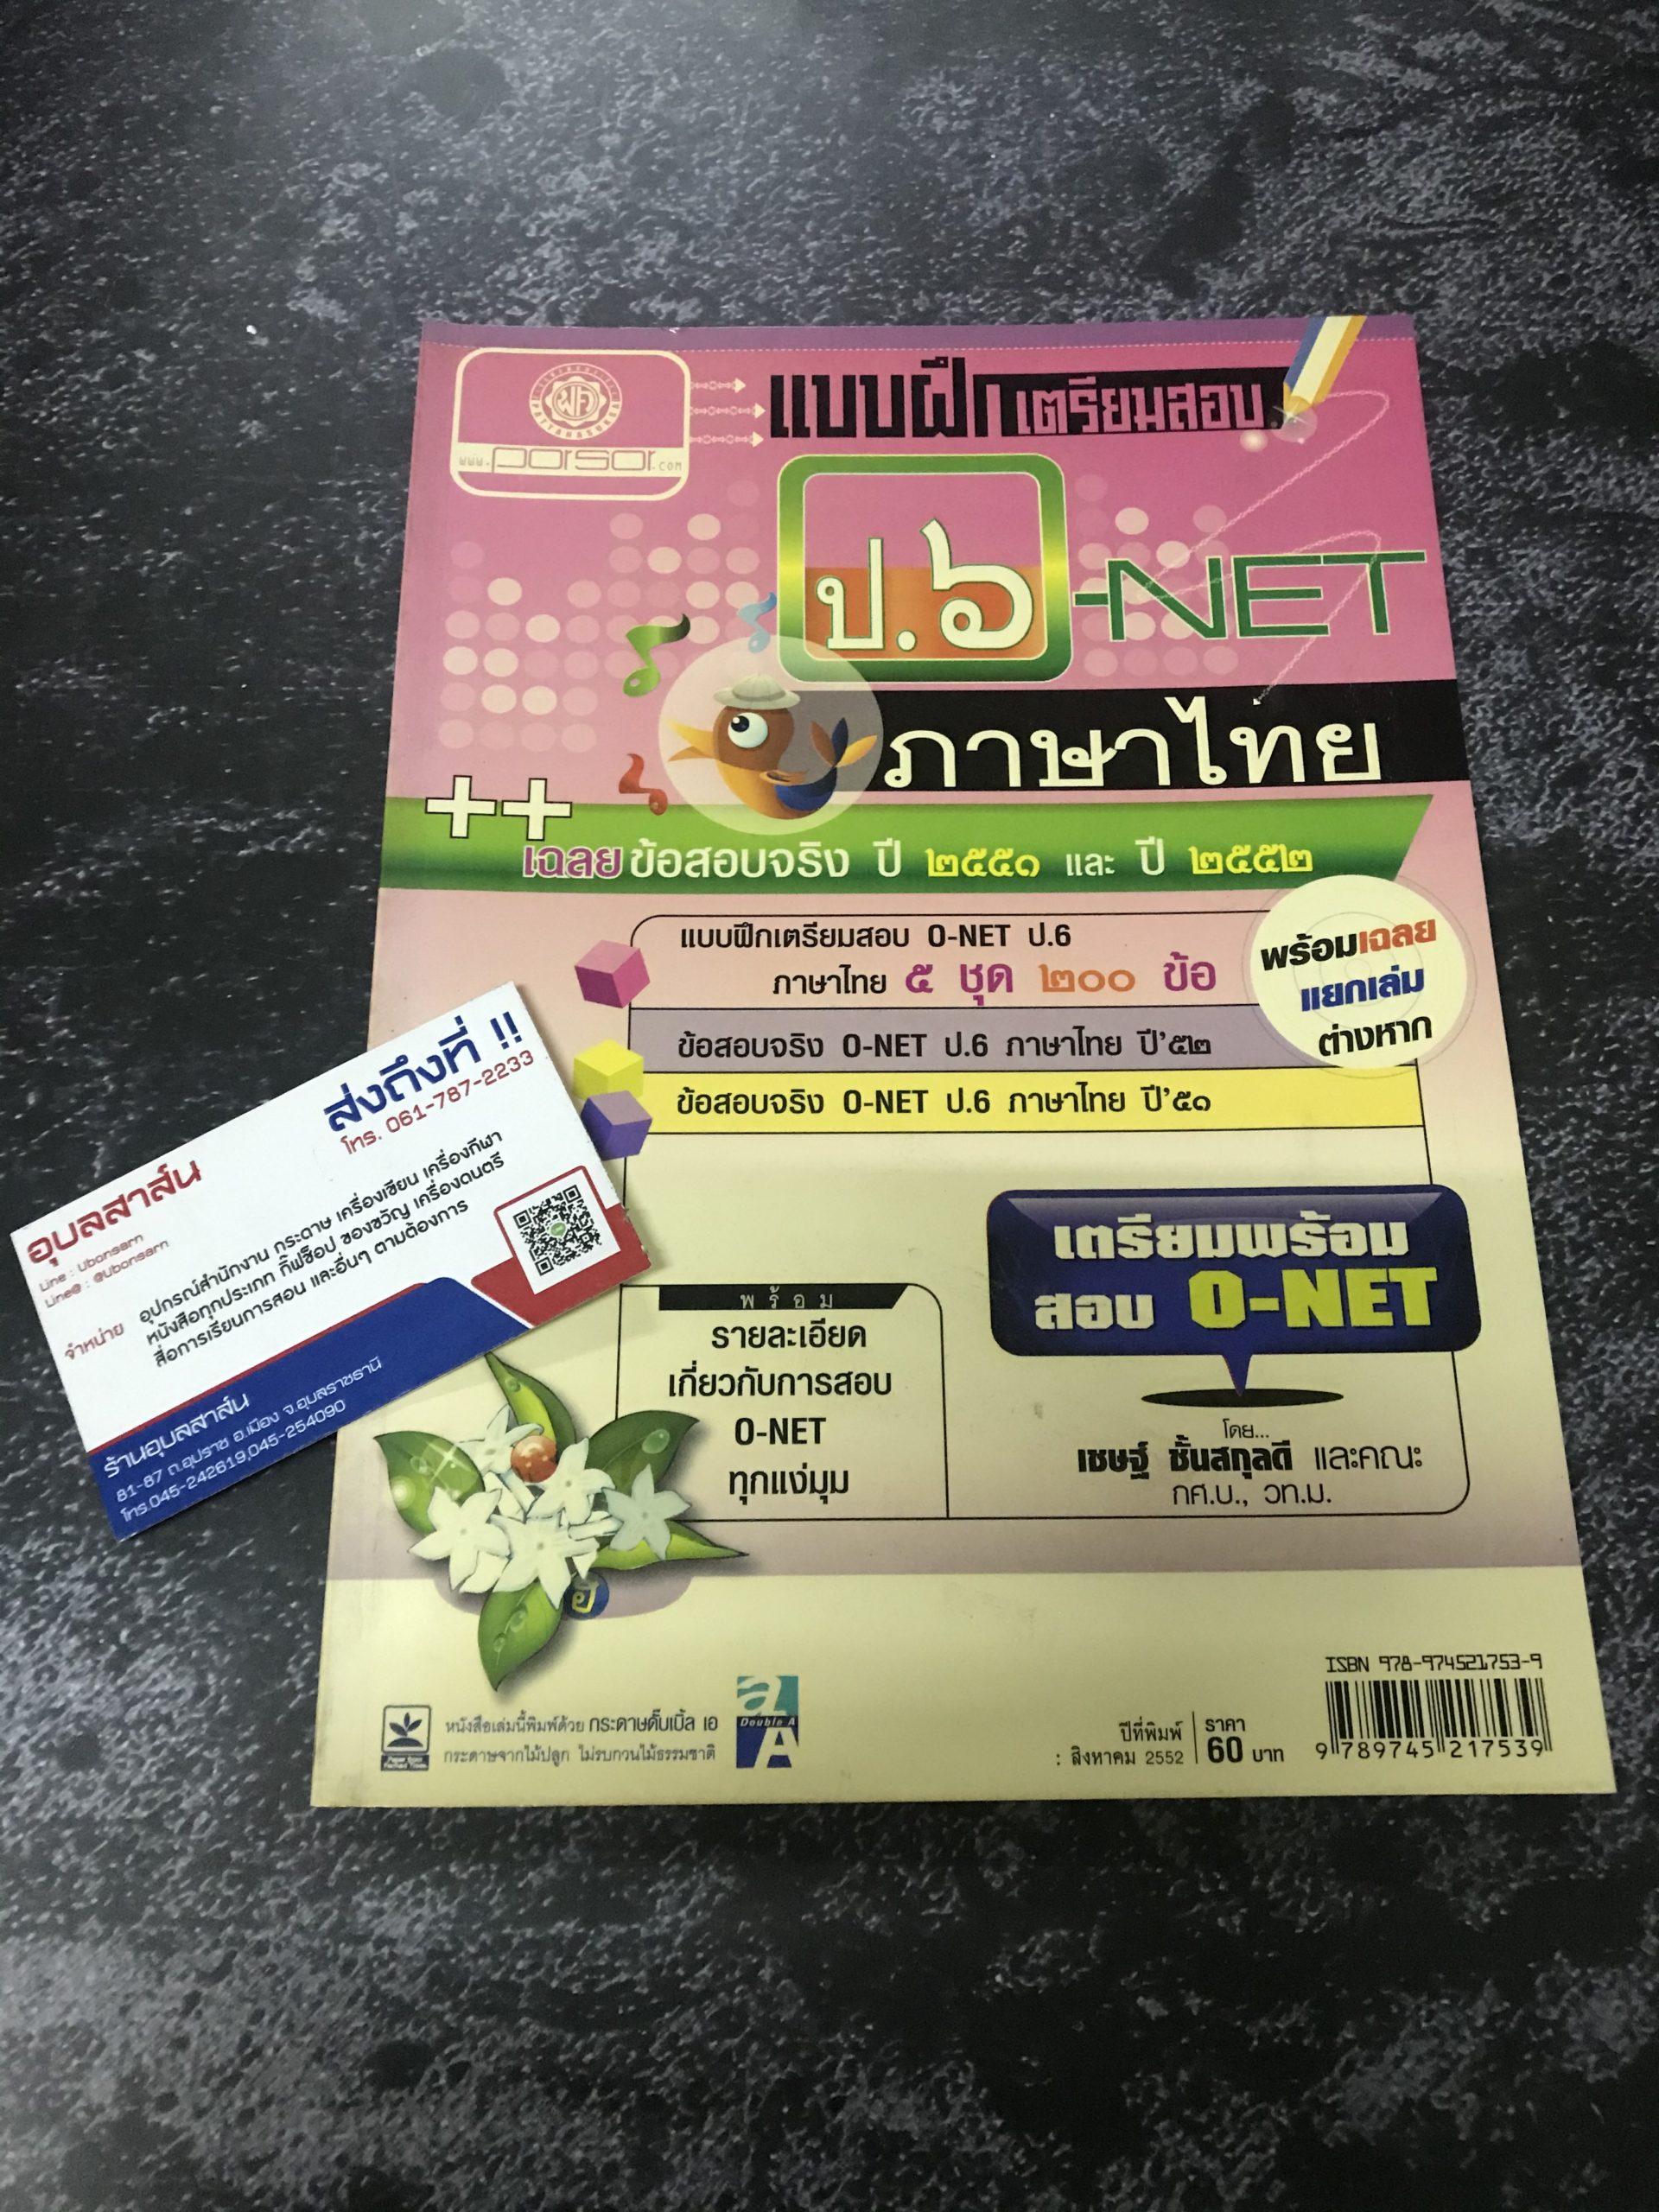 www.porsor.com
แบบฝึกเตรียมสอบ
ป.๖-NET
ภาษาไทย
++
เฉลยข้อสอบจริง ปี ๒๕๕๑ และ ปี ๒๕๕๒
แบบฝึกเตรียมสอบ O-NET ป.6
ภาษาไทย ๕ ชุด ๒๐๐ ข้อ
พร้อมเฉลย
แยกเล่ม
ต่างหาก
ข้อสอบจริง O-NET ป.6 ภาษาไทย ปี'๕๒
ข้อสอบจริง O-NET ป.6 ภาษาไทย ปี'๕๑
เตรียมพร้อม
สอบ O-NET
พร้อม
รายละเอียด
เกี่ยวกับการสอบ
O-NET
ทุกแง่มุม
โดย...
เชษฐ์ ชั้นสกุลดี และคณะ
กศ.บ., วท.ม.
ฮ
หนังสือเล่มนี้พิมพ์ด้วย กระดาษดั๊บเบิ้ล เอ
กระดาษจากไม้ปลูก ไม่รบกวนไม้ธรรมชาติ
Double A
ปีที่พิมพ์
: สิงหาคม 2552
ราคา
60 บาท
ISBN 978-974521753-9
9 789745 217539
ส่งถึงที่ !!
โทร. 061-787-2233
อุบลสาส์น
Line : Ubonsarn
Line@ : @Ubonsarn
จำหน่าย
อุปกรณ์สำนักงาน กระดาษ เครื่องเขียน เครื่องกีฬา
หนังสือทุกประเภท กิ๊ฟช็อป ของขวัญ เครื่องดนตรี
สื่อการเรียนการสอน และอื่นๆ ตามต้องการ
ร้านอุบลสาส์น
81-87 ถ.อุปราช อ.เมือง จ.อุบลราชธานี
โทร.045-242619,045-254090